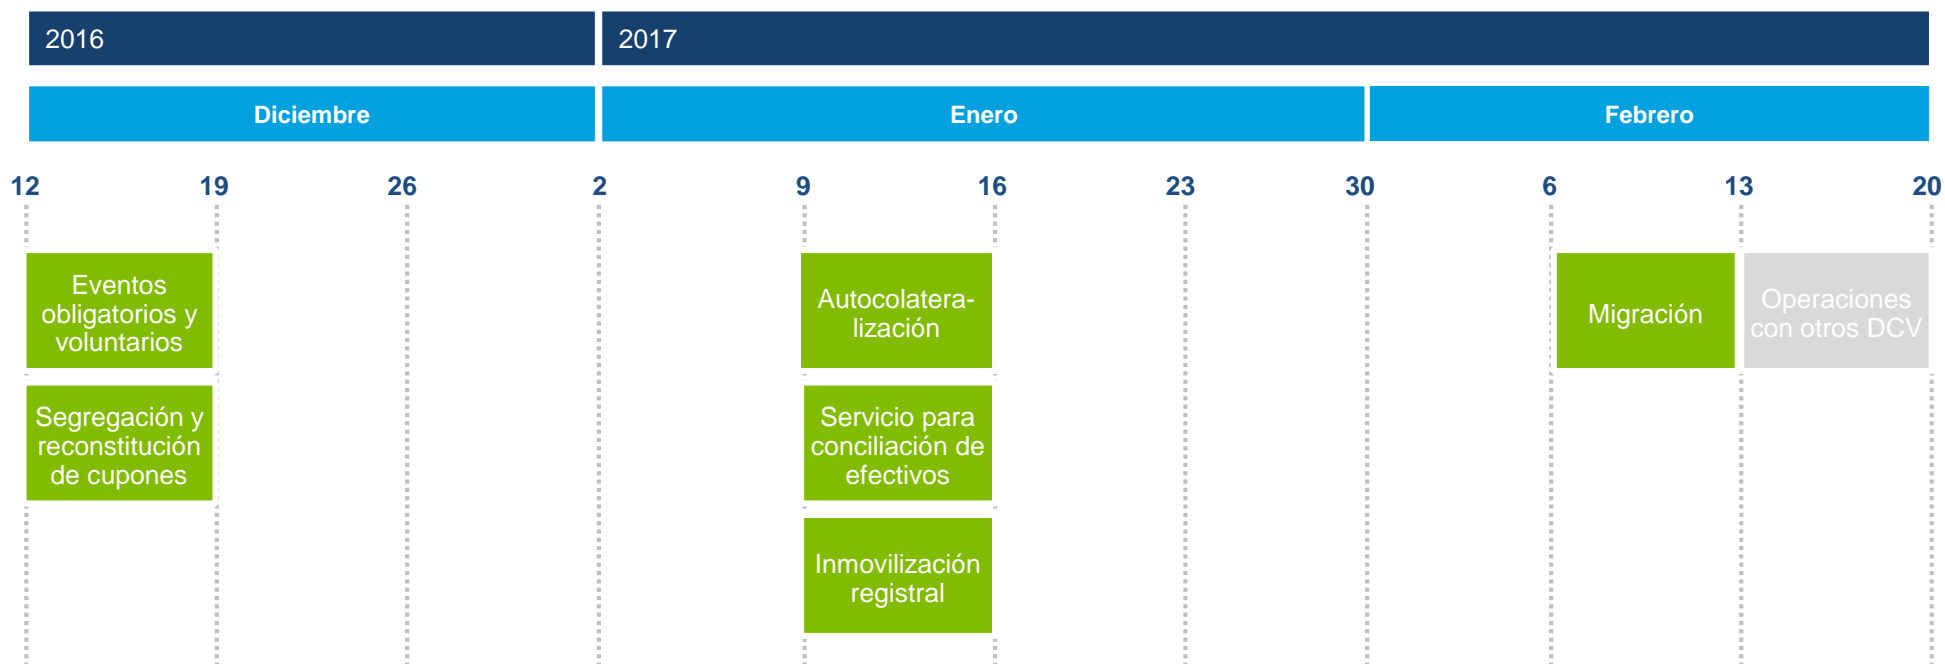 2016
2017
Diciembre
Enero
Febrero
12
19
26
2
9
16
23
30
6
13
20
Eventos
obligatorios y
voluntarios
Autocolatera-
lización
Migración
Operaciones
con otros DCV
Segregación y
reconstitución
de cupones
Servicio para
conciliación de
efectivos
Inmovilización
registral